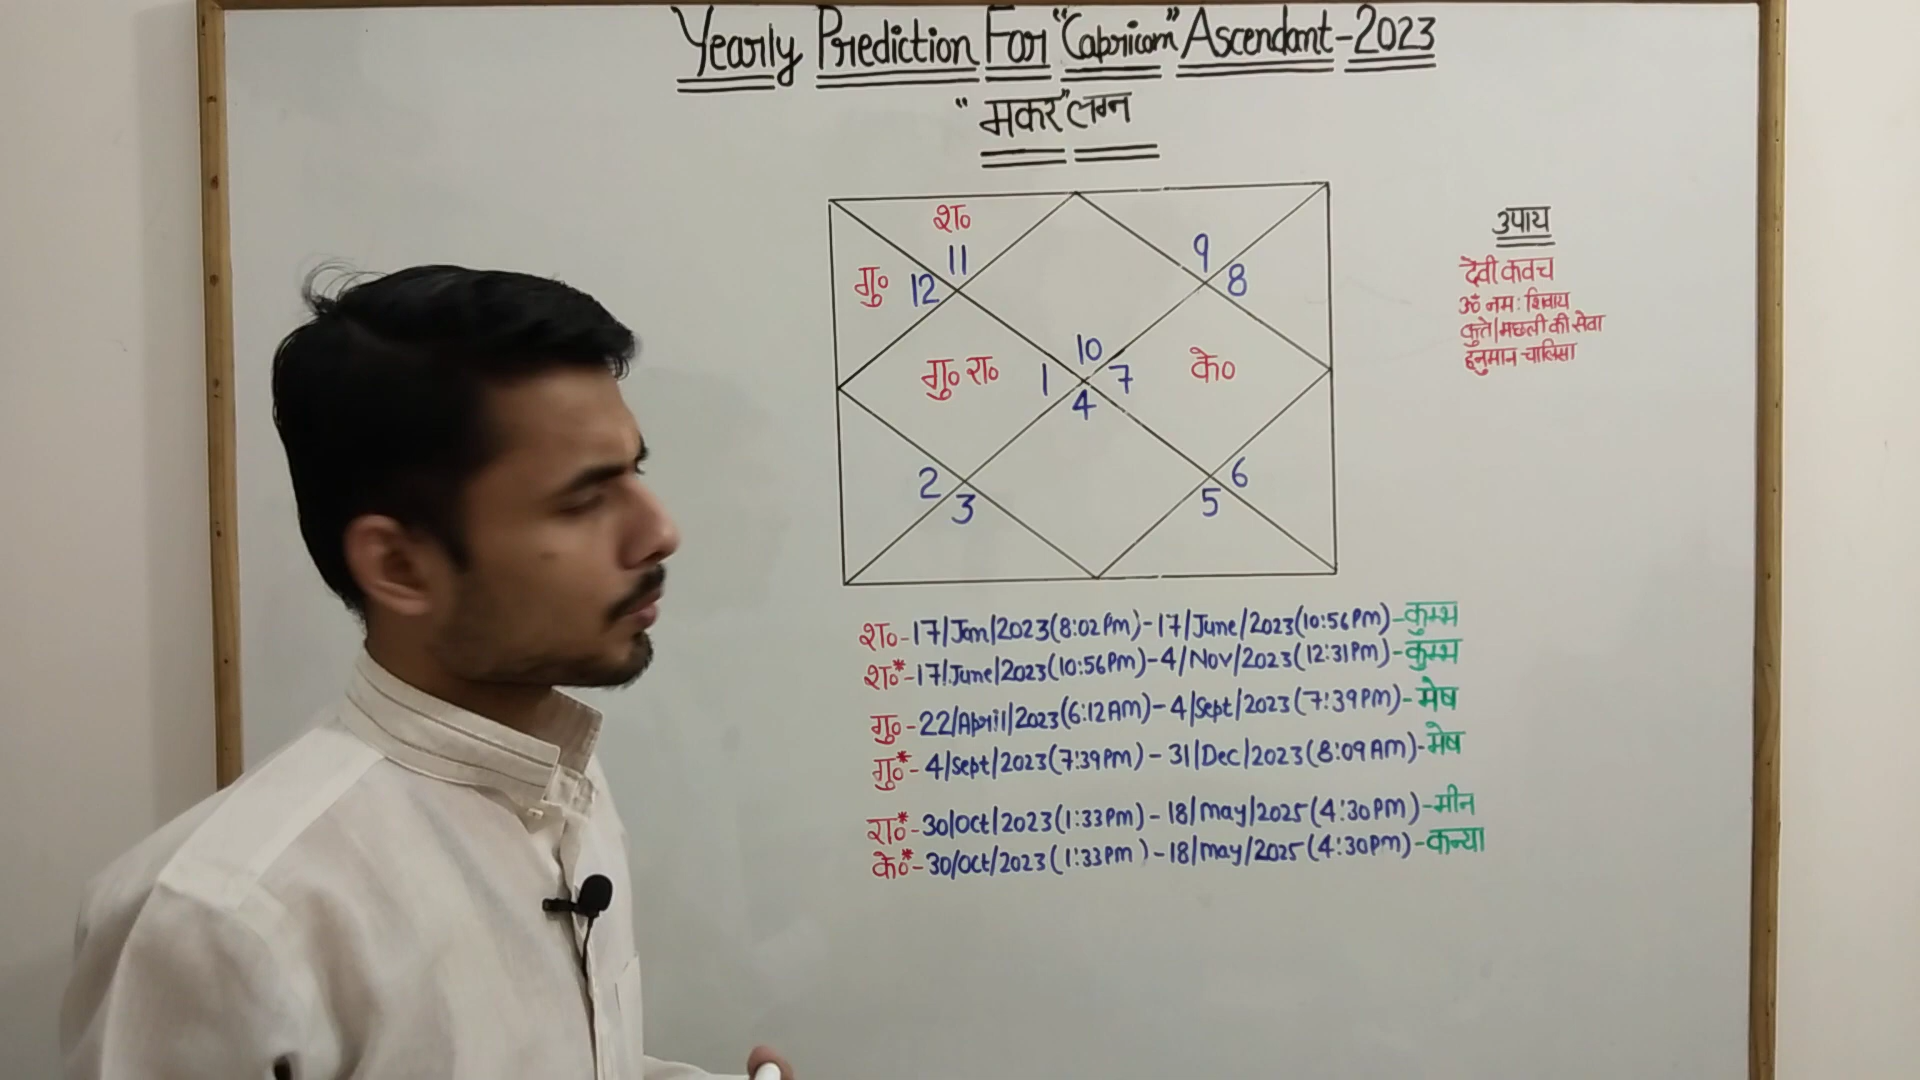 Yearly Prediction For "Capricorn" Ascendant-2023
"मकर" लग्न
श०
11
गु० 12
9
8
10
गु० रा० 1
7 के०
4
2
3
6
5
उपाय
देवी कवच
ॐ नम: शिवाय
कुते/मछली की सेवा
हनुमान चालिसा
श०-17/Jan/2023(8:02Pm)-17/June/2023(10:56Pm)-कुम्भ
श०*-17/June/2023(10:56Pm)-4/Nov/2023(12:31Pm)-कुम्भ
गु०-22/April/2023(6:12AM)-4/Sept/2023(7:39PM)-मेष
गु०*-4/Sept/2023(7:39Pm)-31/Dec/2023(8:09AM)-मेष
रा०*-30/Oct/2023(1:33Pm)-18/may/2025(4:30PM)-मीन
के०*-30/Oct/2023(1:33Pm)-18/may/2025(4:30Pm)-कन्या